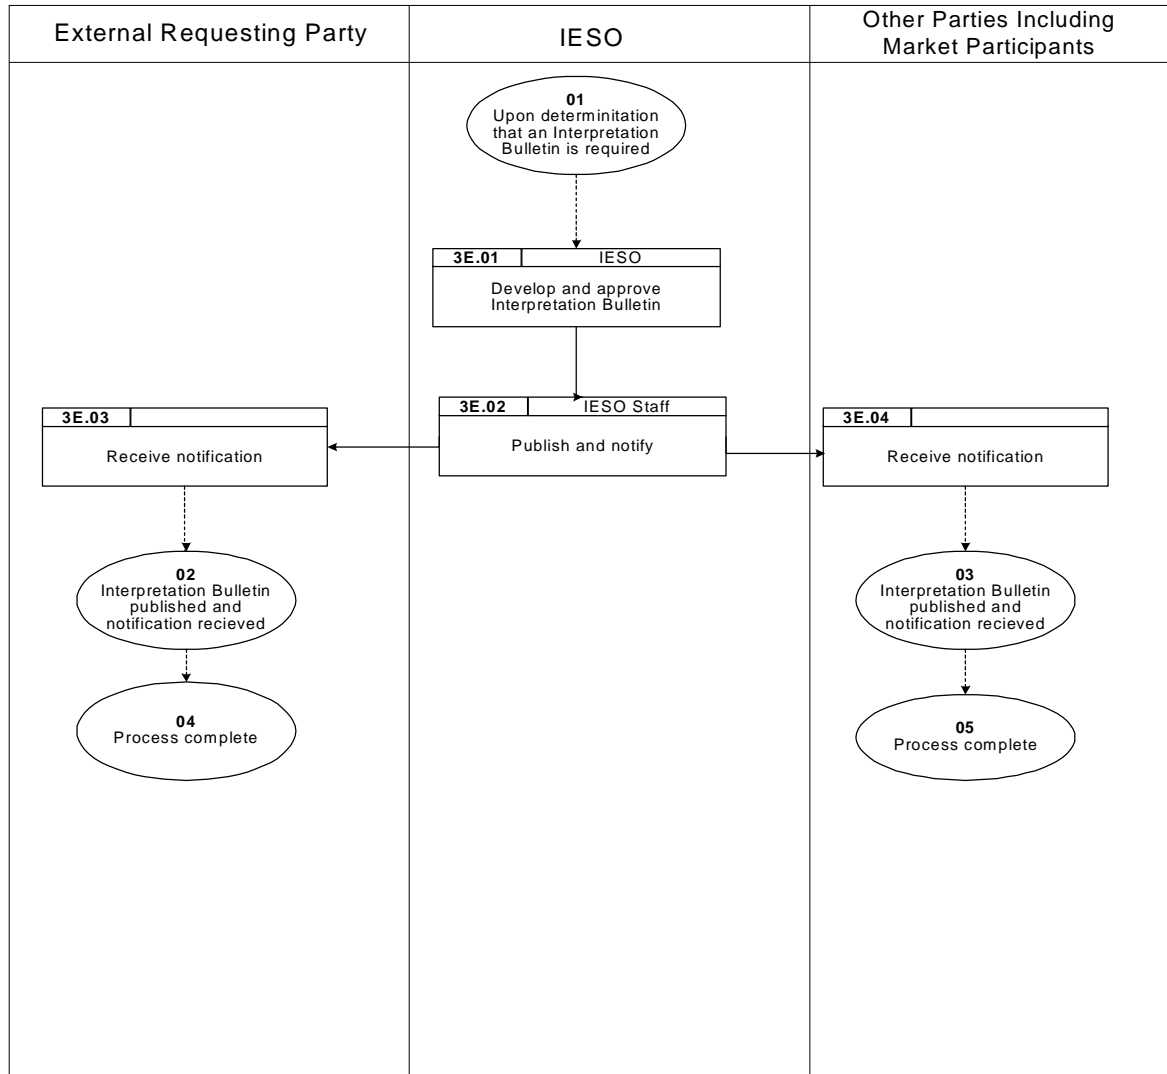 External Requesting Party
IESO
Other Parties Including
Market Participants
01
Upon determinitation
that an Interpretation
Bulletin is required
3E.01
IESO
Develop and approve
Interpretation Bulletin
3E.03
Receive notification
3E.02
IESO Staff
Publish and notify
3E.04
Receive notification
02
Interpretation Bulletin
published and
notification recieved
03
Interpretation Bulletin
published and
notification recieved
04
Process complete
05
Process complete